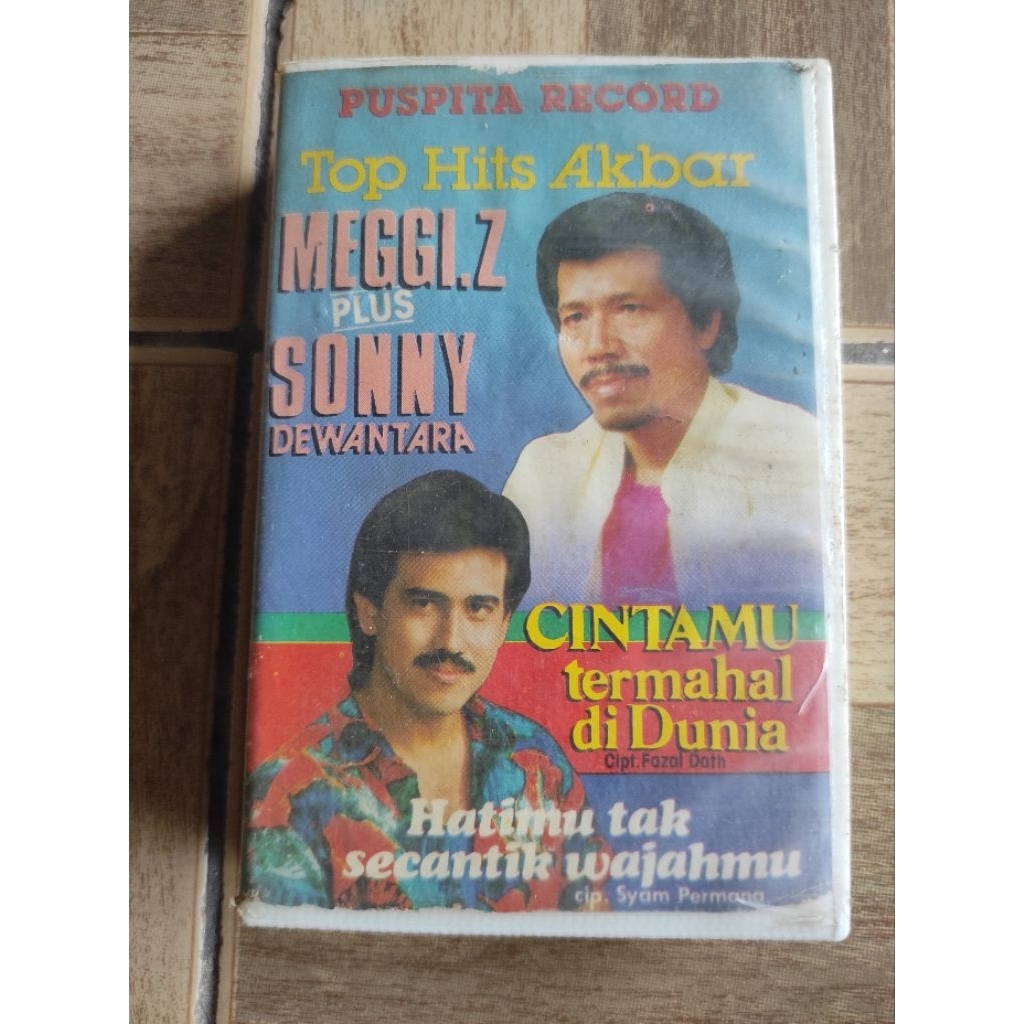 PUSPITA RECORD
Top Hits Akbar
MEGGI.Z
PLUS
SONNY
DEWANTARA
CINTAMU
termahal
di Dunia
Cipt. Fazal Dath
Hatimu tak
secantik wajahmu
cip. Syam Permana